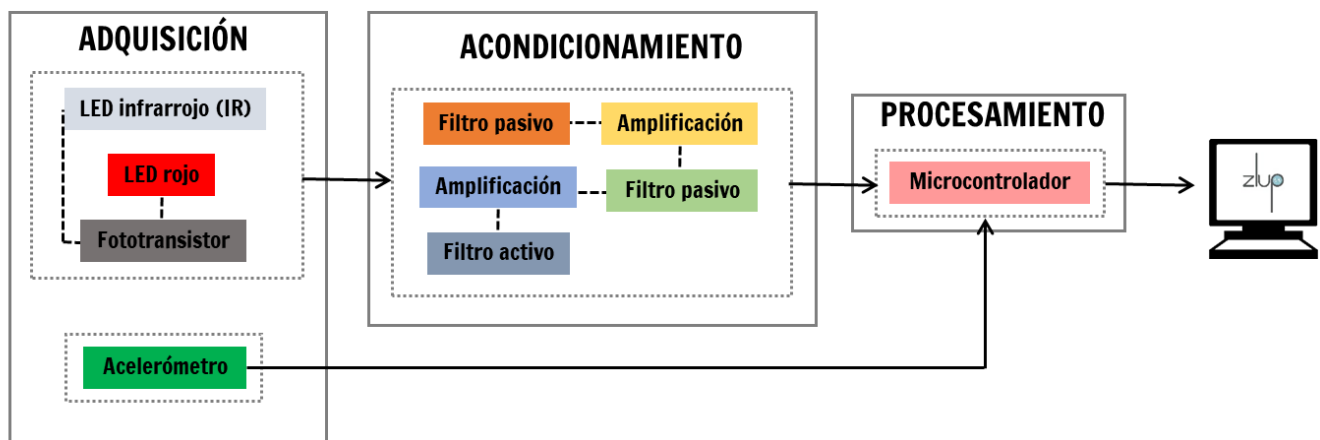 ADQUISICIÓN
LED infrarrojo (IR)
LED rojo
Fototransistor
Acelerómetro
ACONDICIONAMIENTO
Filtro pasivo
Amplificación
Amplificación
Filtro pasivo
Filtro activo
PROCESAMIENTO
Microcontrolador
zlup